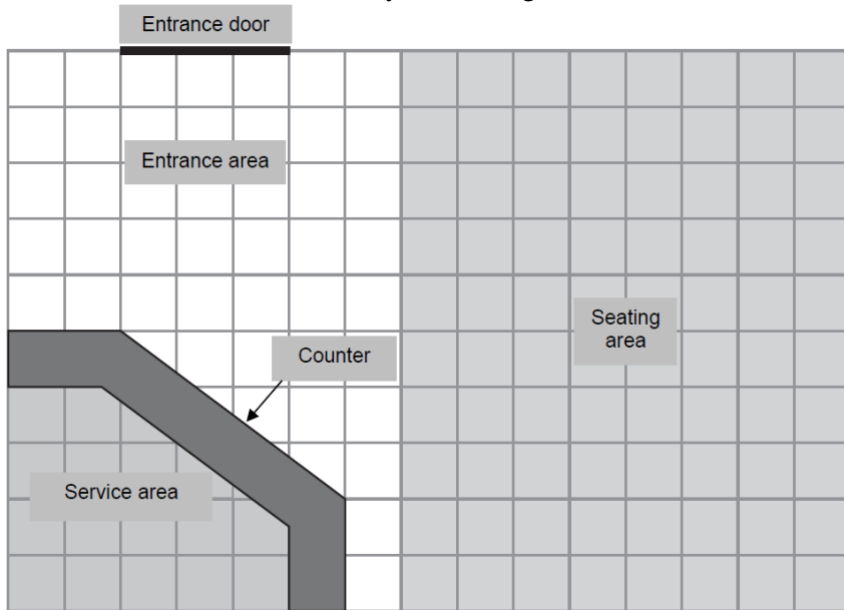 Entrance door
Entrance area
Seating
area
Counter
Service area